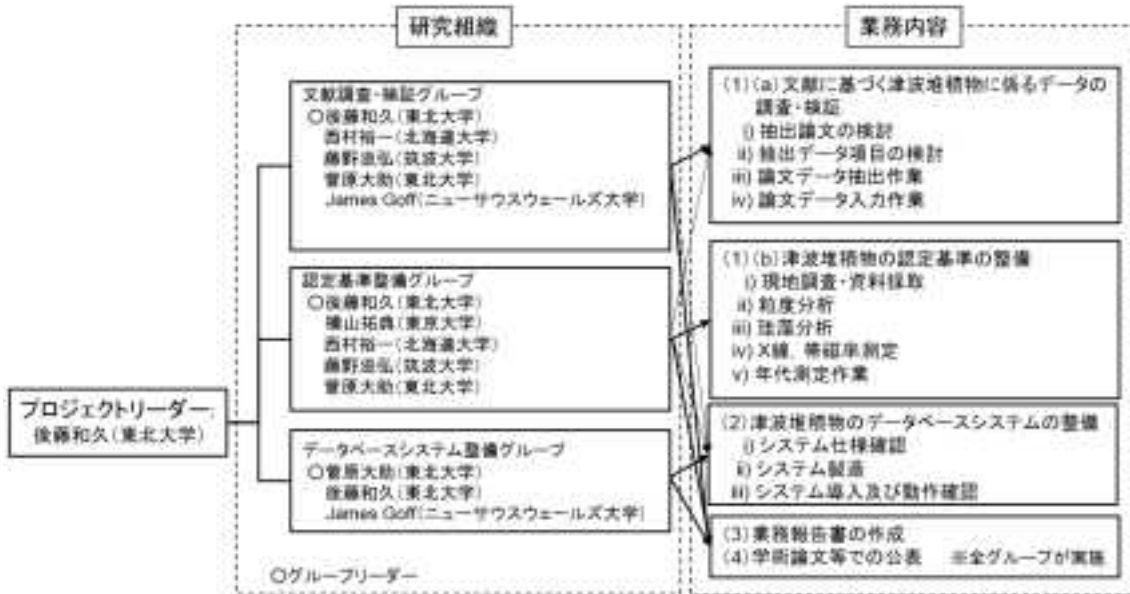 研究組織
業務内容
文献調査・検証グループ
○後藤和久(東北大学)
西村裕一(北海道大学)
藤野滋弘(筑波大学)
菅原大助(東北大学)
James Goff(ニューサウスウェールズ大学)
認定基準整備グループ
○後藤和久(東北大学)
横山祐典(東京大学)
西村裕一(北海道大学)
藤野滋弘(筑波大学)
菅原大助(東北大学)
プロジェクトリーダー:
後藤和久(東北大学)
データベースシステム整備グループ
○菅原大助(東北大学)
後藤和久(東北大学)
James Goff(ニューサウスウェールズ大学)
○グループリーダー
(1)(a)文献に基づく津波堆積物に係るデータの
調査・検証
i)抽出論文の検討
ii)抽出データ項目の検討
iii)論文データ抽出作業
iv)論文データ入力作業
(1)(b)津波堆積物の認定基準の整備
i)現地調査・資料採取
ii)粒度分析
iii)珪藻分析
iv)X線、帯磁率測定
v)年代測定作業
(2)津波堆積物のデータベースシステムの整備
i)システム仕様確認
ii)システム製造
iii)システム導入及び動作確認
(3)業務報告書の作成
(4)学術論文等での公表 ※全グループが実施